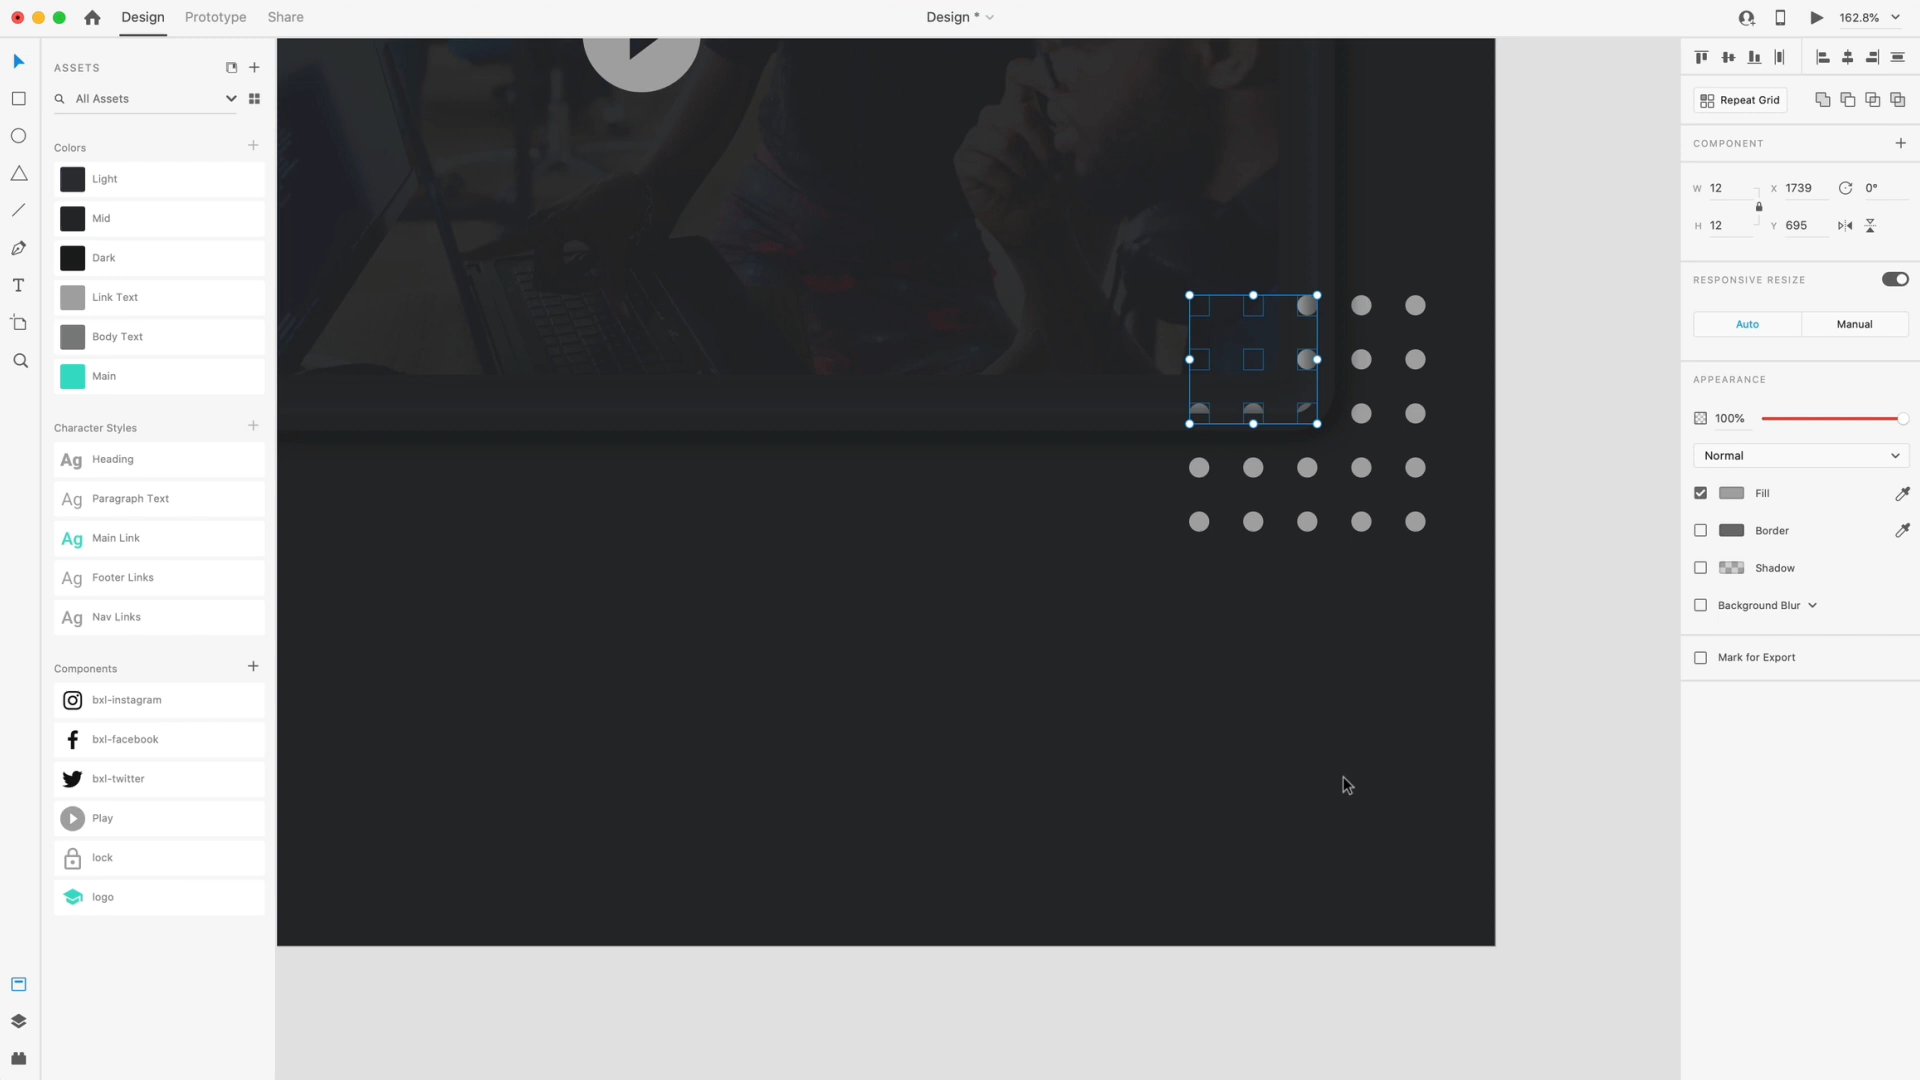 Design Prototype Share Design * 162.8%
ASSETS
All Assets
Colors
Light
Mid
Dark
Link Text
Body Text
Main
Character Styles
Ag Heading
Ag Paragraph Text
Ag Main Link
Ag Footer Links
Ag Nav Links
Components
bxl-instagram
bxl-facebook
bxl-twitter
Play
lock
logo
Repeat Grid
COMPONENT
W 12 X 1739 0°
H 12 Y 695
RESPONSIVE RESIZE
Auto Manual
APPEARANCE
100%
Normal
Fill
Border
Shadow
Background Blur
Mark for Export